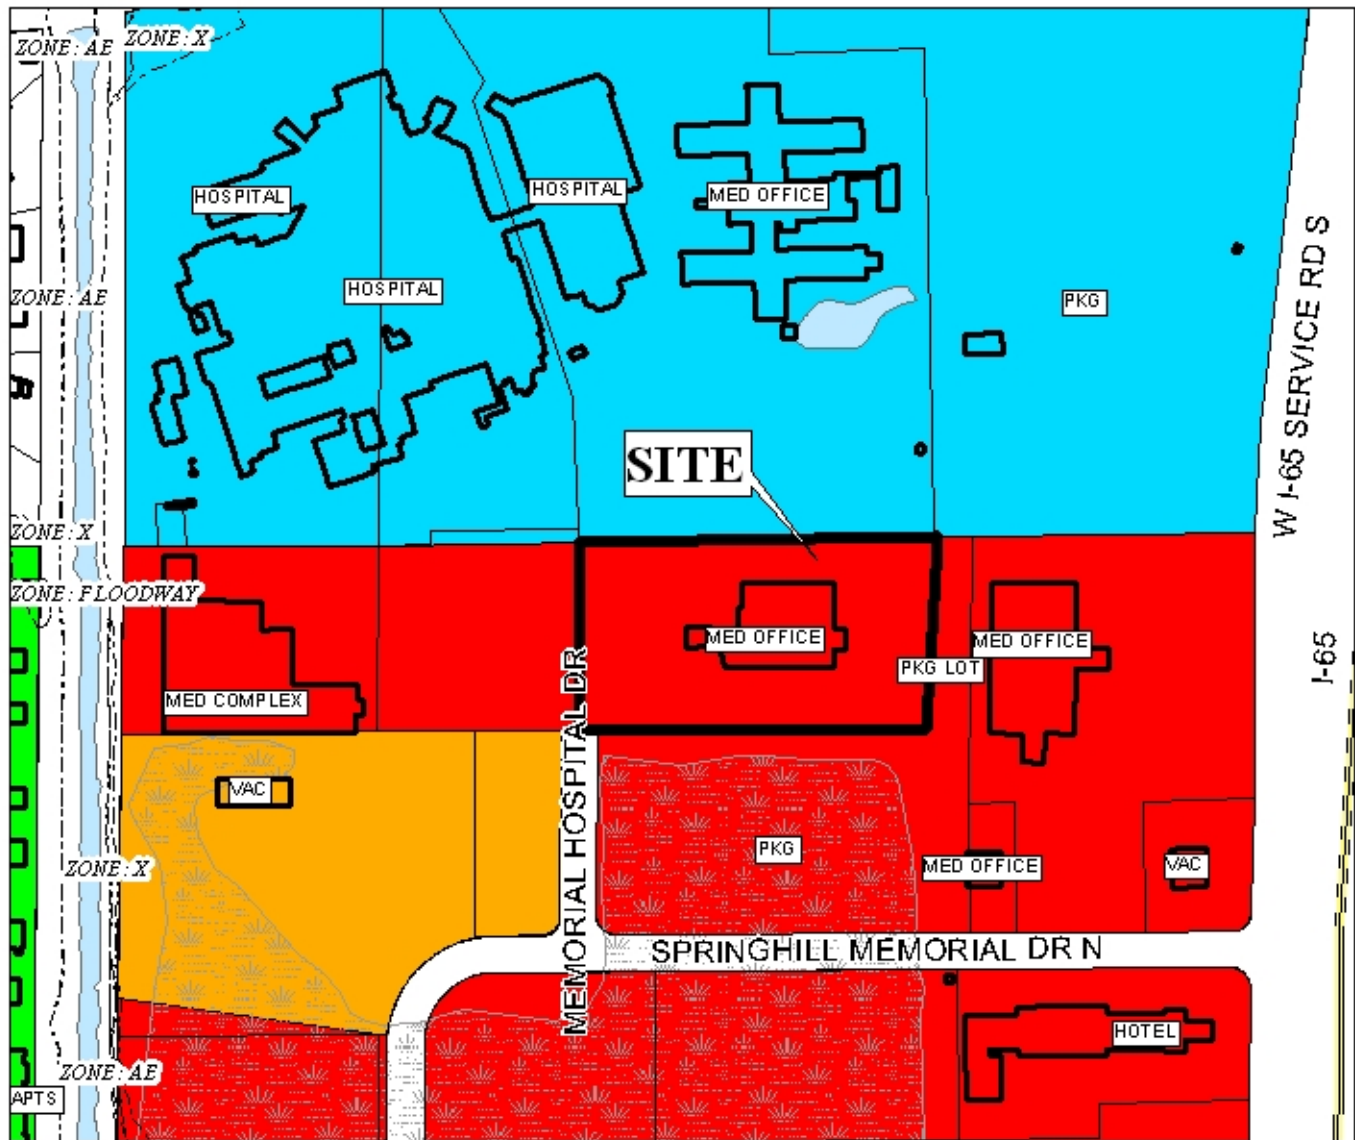 ZONE: AE
ZONE: X
HOSPITAL
HOSPITAL
MED OFFICE
HOSPITAL
ZONE: AE
PKG
W I-65 SERVICE RD S
SITE
ZONE: X
ZONE: FLOODWAY
MED OFFICE
MED OFFICE
PKG LOT
I-65
MED COMPLEX
MEMORIAL HOSPITAL DR
VAC
PKG
ZONE: X
MED OFFICE
VAC
SPRINGHILL MEMORIAL DR N
HOTEL
ZONE: AE
APTS